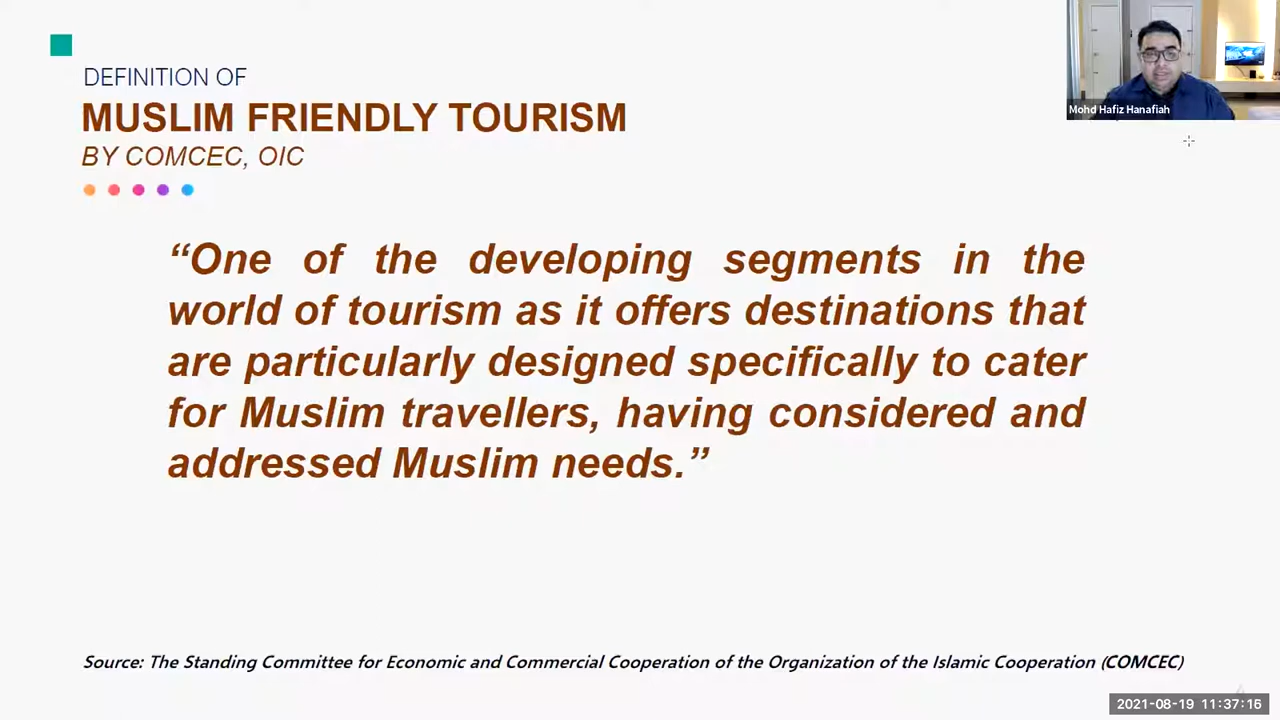 DEFINITION OF
MUSLIM FRIENDLY TOURISM
BY COMCEC, OIC
Mohd Hafiz Hanafiah
“One of the developing segments in the
world of tourism as it offers destinations that
are particularly designed specifically to cater
for Muslim travellers, having considered and
addressed Muslim needs.”
Source: The Standing Committee for Economic and Commercial Cooperation of the Organization of the Islamic Cooperation (COMCEC)
2021-08-19 11:37:16